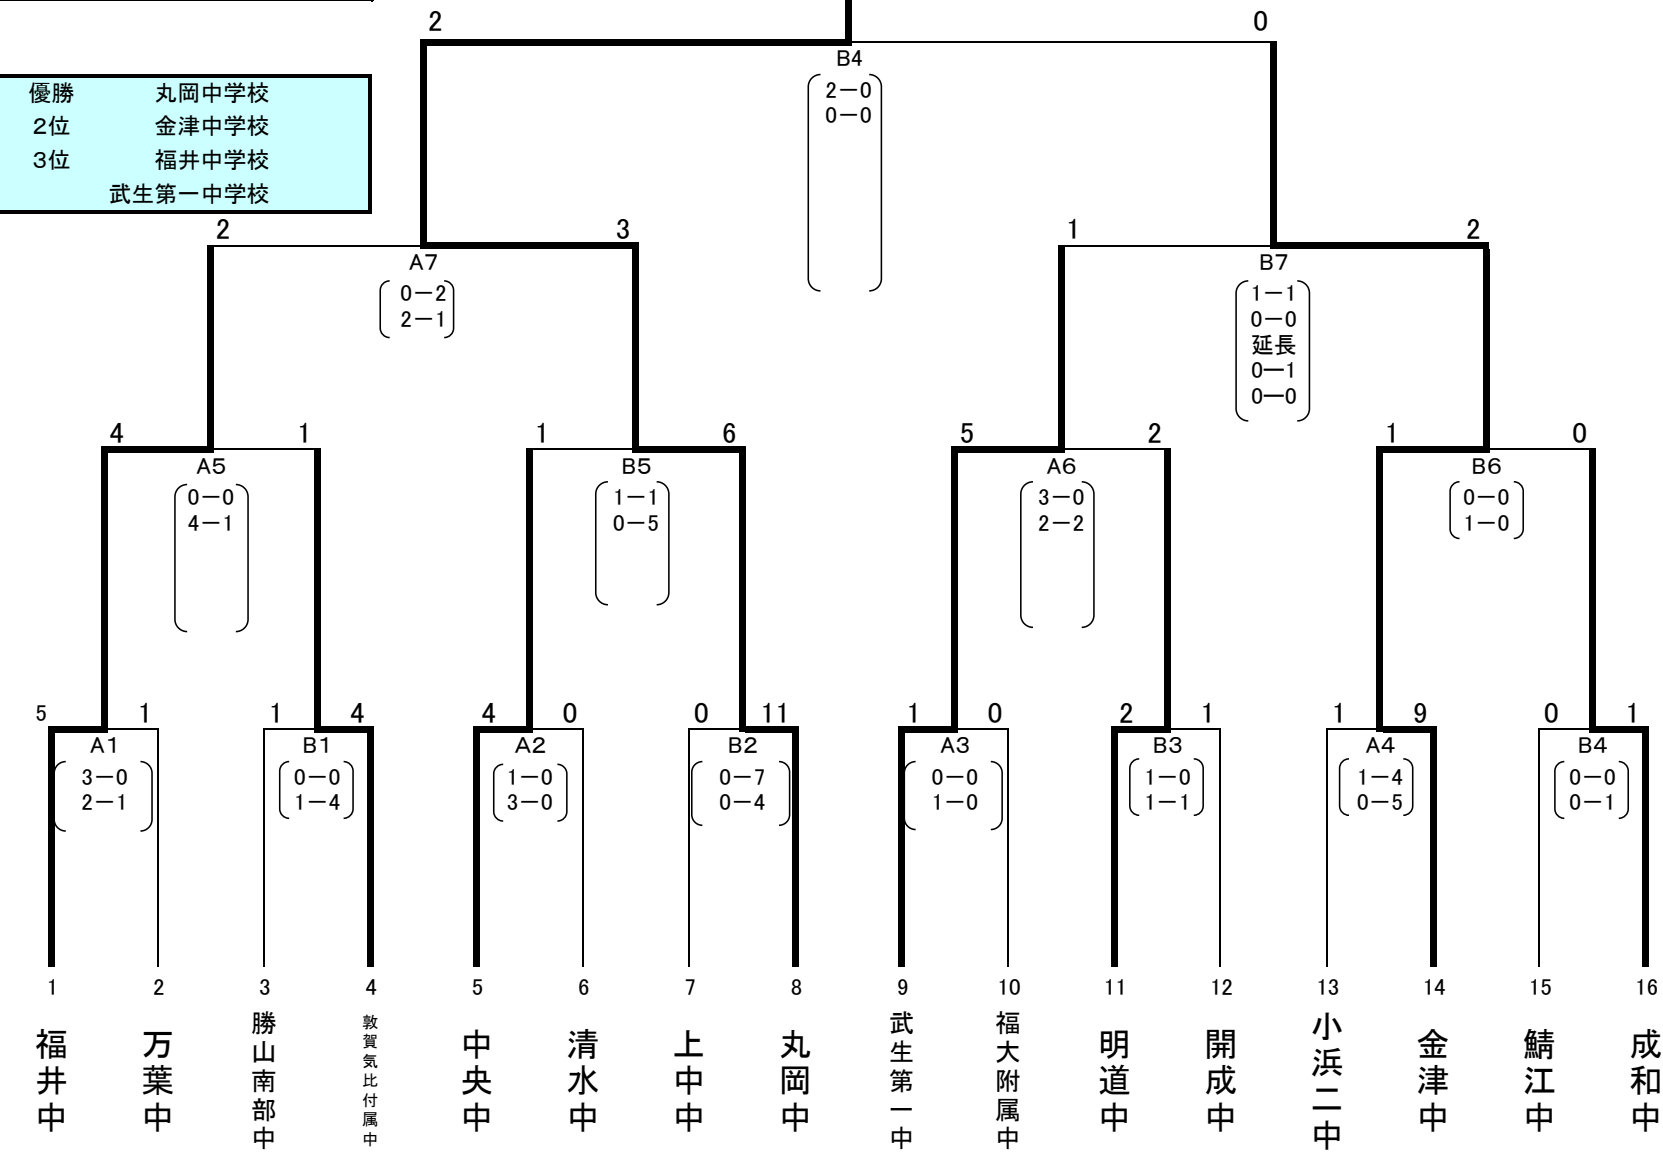 2 0
B4
2－0
0－0
優勝 丸岡中学校
2位 金津中学校
3位 福井中学校
武生第一中学校
2 3 1 2
A7 B7
0－2
2－1
1－1
0－0
延長
0－1
0－0
4 1 1 6 5 2 1 0
A5 B5 A6 B6
0－0
4－1
1－1
0－5
3－0
2－2
0－0
1－0
5 1 1 4 4 0 0 11 1 0 2 1 1 9 0 1
A1 B1 A2 B2 A3 B3 A4 B4
3－0
2－1
0－0
1－4
1－0
3－0
0－7
0－4
0－0
1－0
1－0
1－1
1－4
0－5
0－0
0－1
1 2 3 4 5 6 7 8 9 10 11 12 13 14 15 16
福井中
万葉中
勝山南部中
敦賀気比付属中
中央中
清水中
上中中
丸岡中
武生第一中
福大附属中
明道中
開成中
小浜二中
金津中
鯖江中
成和中